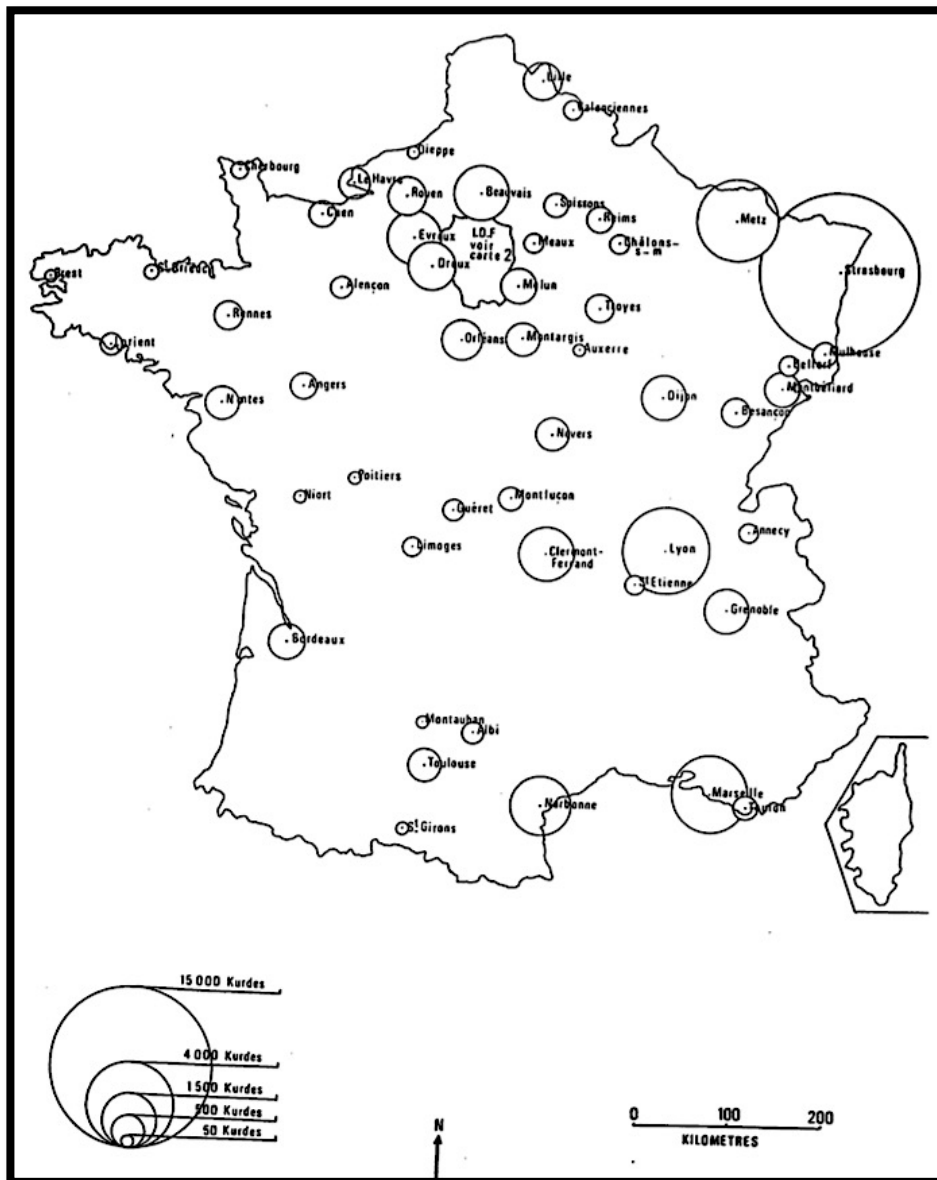 Lille
Valenciennes
Dieppe
Cherbourg
Le Havre
Rouen
Beauvais
Soissons
Reims
Metz
Caen
Evreux
I.D.F
voir
carte 2
Meaux
Châlons-
s-m
Strasbourg
Dreux
Brest
St Brieuc
Alençon
Melun
Troyes
Rennes
Lorient
Orléans
Montargis
Auxerre
Mulhouse
Belfort
Montbéliard
Angers
Nantes
Dijon
Besançon
Nevers
Poitiers
Niort
Montluçon
Guéret
Annecy
Limoges
Clermont-
Ferrand
Lyon
St Etienne
Grenoble
Bordeaux
Montauban
Albi
Toulouse
Narbonne
Marseille
Toulon
St Girons
15 000 Kurdes
4 000 Kurdes
1 500 Kurdes
500 Kurdes
50 Kurdes
N
0 100 200
KILOMETRES